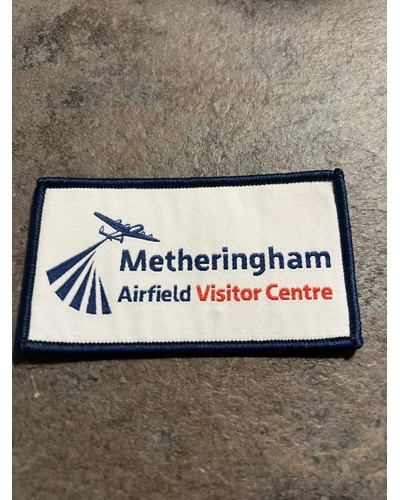 Metheringham
Airfield Visitor Centre